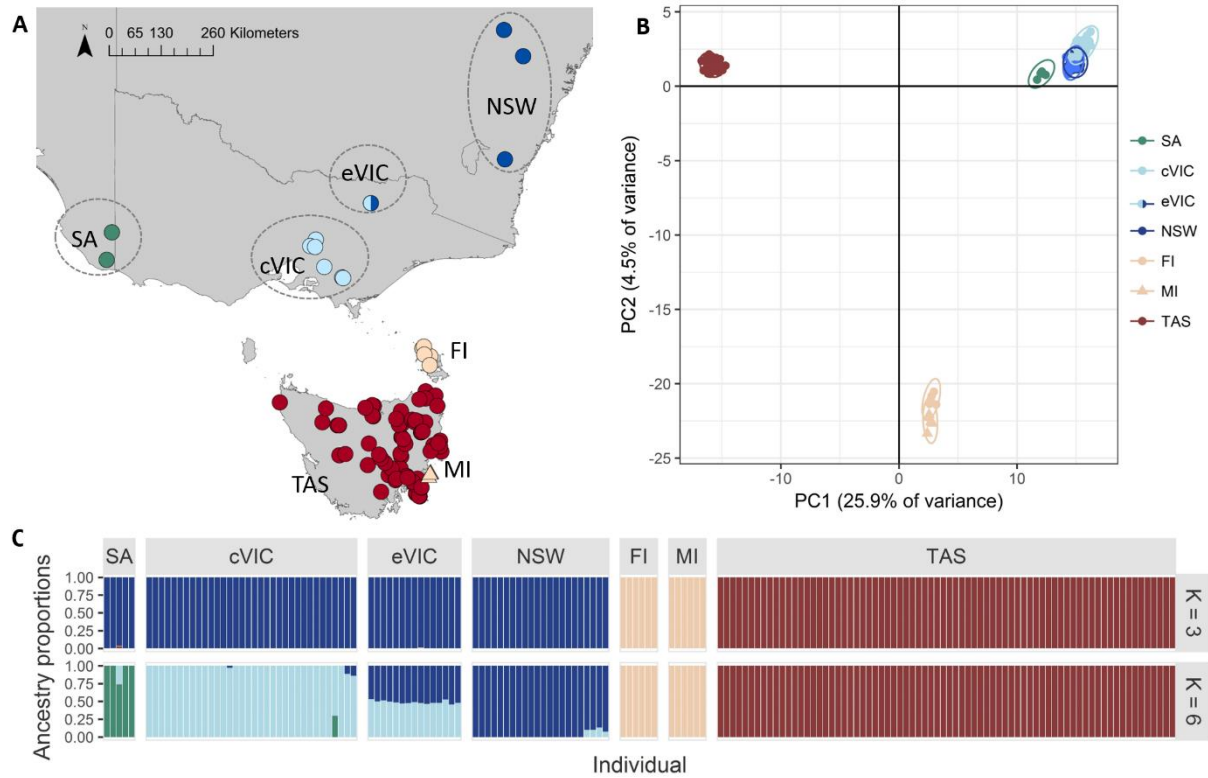 A
N
0 65 130 260 Kilometers
NSW
eVIC
SA
cVIC
FI
TAS
MI
B
5
0
-5
-10
-15
-20
-25
PC2 (4.5% of variance)
-10 0 10
PC1 (25.9% of variance)
SA
cVIC
eVIC
NSW
FI
MI
TAS
C
SA cVIC eVIC NSW FI MI TAS
Ancestry proportions
1.00
0.75
0.50
0.25
0.00
K = 3
1.00
0.75
0.50
0.25
0.00
K = 6
Individual